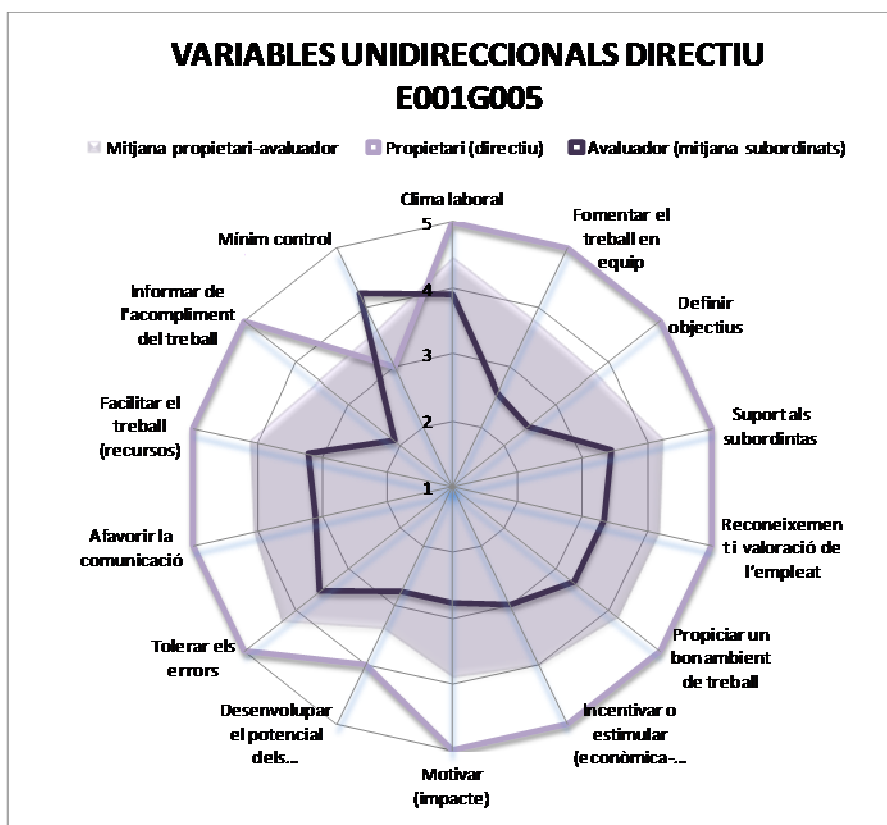 VARIABLES UNIDIRECCIONALS DIRECTIU
E001G005
Mitjana propietari-avaluador
Propietari (directiu)
Avaluador (mitjana subordinats)
Clima laboral
Fomentar el
treball en
equip
Definir
objectius
Suport als
subordintas
Reconeixemen
t i valoració de
l'empleat
Propiciar un
bon ambient
de treball
Incentivar o
estimular
(econòmica-...
Motivar
(impacte)
Desenvolupar
el potencial
dels...
Tolerar els
errors
Afavorir la
comunicació
Facilitar el
treball
(recursos)
Informar de
l'acompliment
del treball
Mínim control
5
4
3
2
1